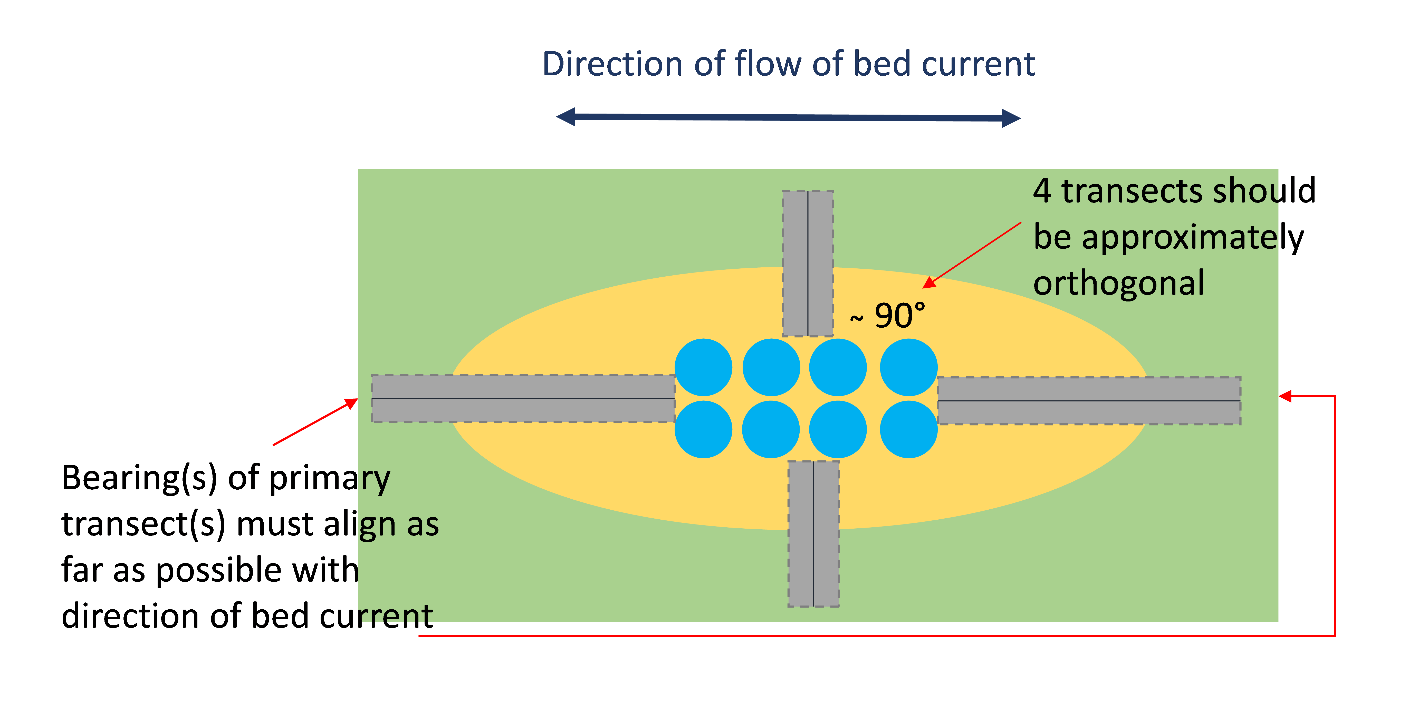 Direction of flow of bed current
4 transects should
be approximately
orthogonal
~ 90°
Bearing(s) of primary
transect(s) must align as
far as possible with
direction of bed current